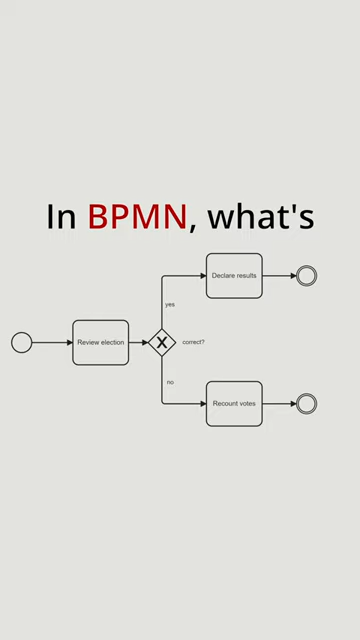 In BPMN, what's
Declare results
yes
Review election
X
correct?
no
Recount votes